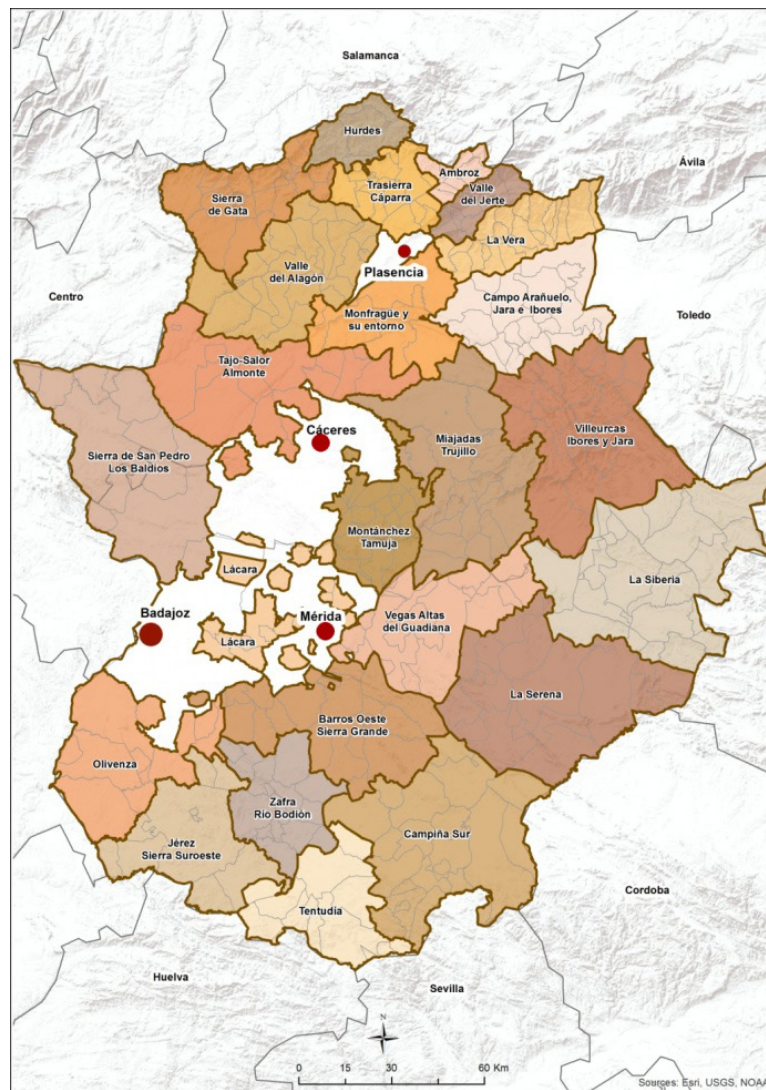 Salamanca
Hurdes
Ávila
Ambroz
Trasierra
Cáparra
Valle
del Jerte
Sierra
de Gata
La Vera
Valle
del Alagón
Plasencia
Centro
Campo Arañuelo,
Jara e Ibores
Monfragüe y
su entorno
Toledo
Tajo-Salor
Almonte
Cáceres
Villeurcas
Ibores y Jara
Miajadas
Trujillo
Sierra de San Pedro
Los Baldíos
Montánchez
Tamuja
Lácara
La Siberia
Badajoz
Mérida
Vegas Altas
del Guadiana
Lácara
La Serena
Barros Oeste
Sierra Grande
Olivenza
Zafra
Río Bodión
Campiña Sur
Jérez
Sierra Suroeste
Cordoba
Tentudía
Huelva
Sevilla
N
0 15 30 60 Km
Sources: Esri, USGS, NOAA